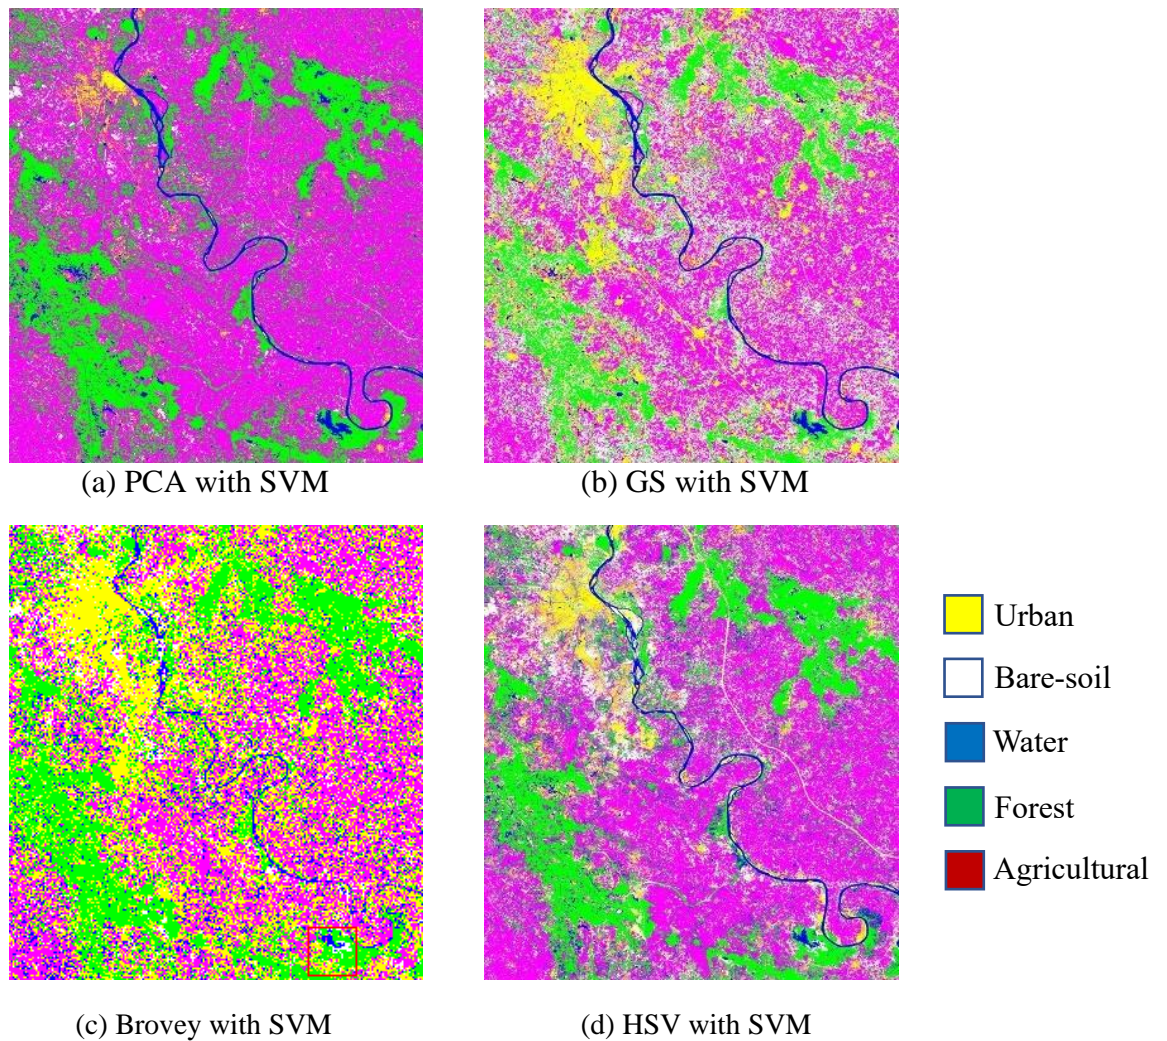 (a) PCA with SVM
(b) GS with SVM
(c) Brovey with SVM
(d) HSV with SVM
Urban
Bare-soil
Water
Forest
Agricultural